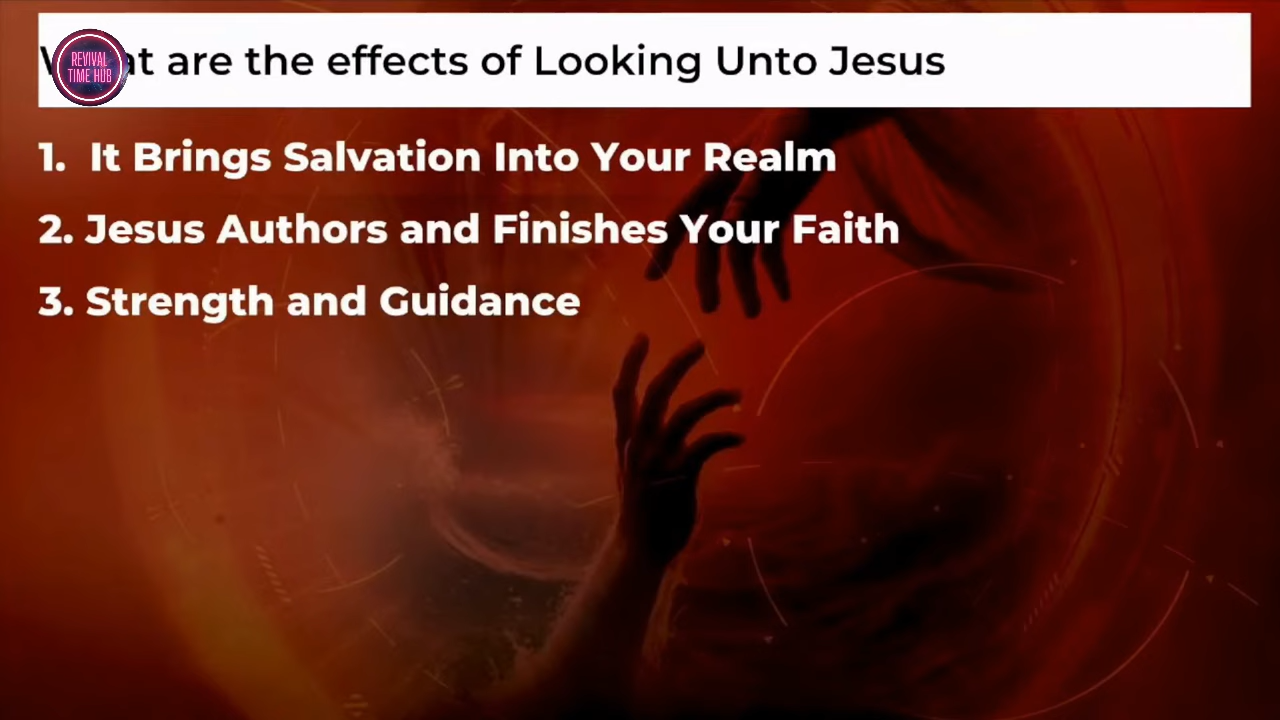 REVIVAL
TIME HUB
at are the effects of Looking Unto Jesus
1. It Brings Salvation Into Your Realm
2. Jesus Authors and Finishes Your Faith
3. Strength and Guidance